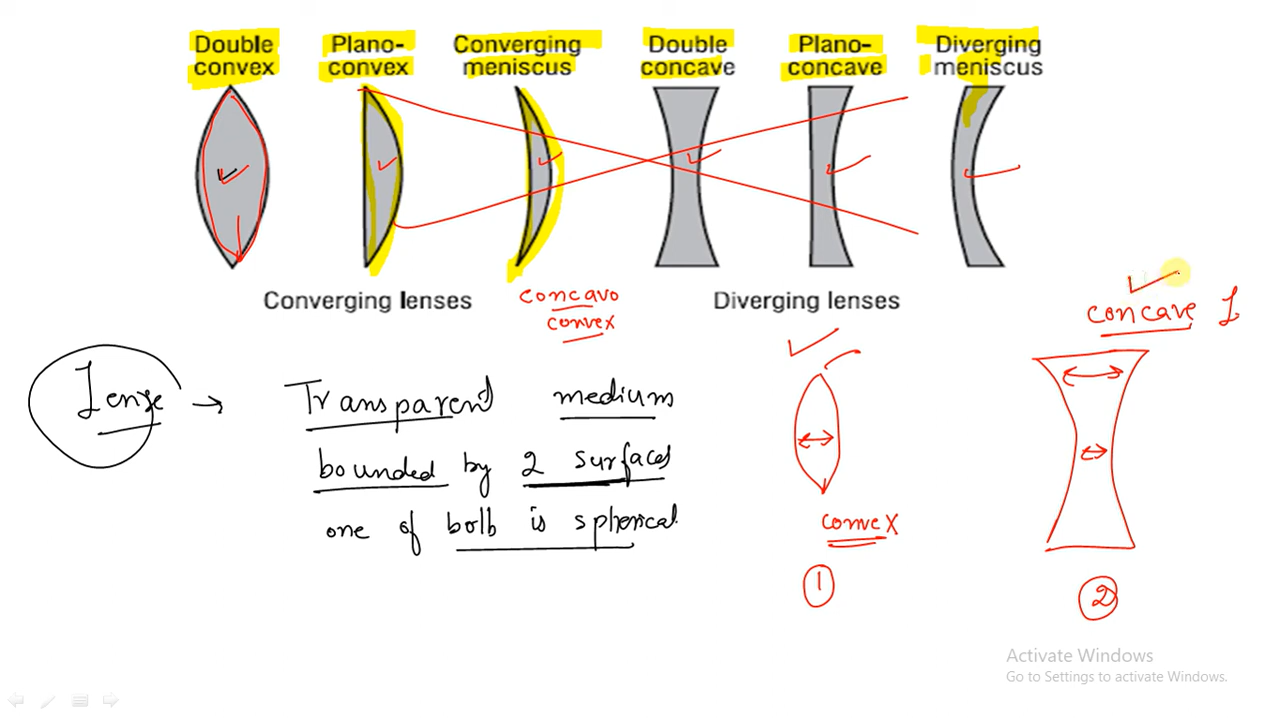 Double convex
Plano-convex
Converging meniscus
Double concave
Plano-concave
Diverging meniscus
Converging lenses
concavo
convex
Diverging lenses
concave L
Lense → Transparent medium
bounded by 2 surfaces
one of both is spherical
convex
1
2
Activate Windows
Go to Settings to activate Windows.